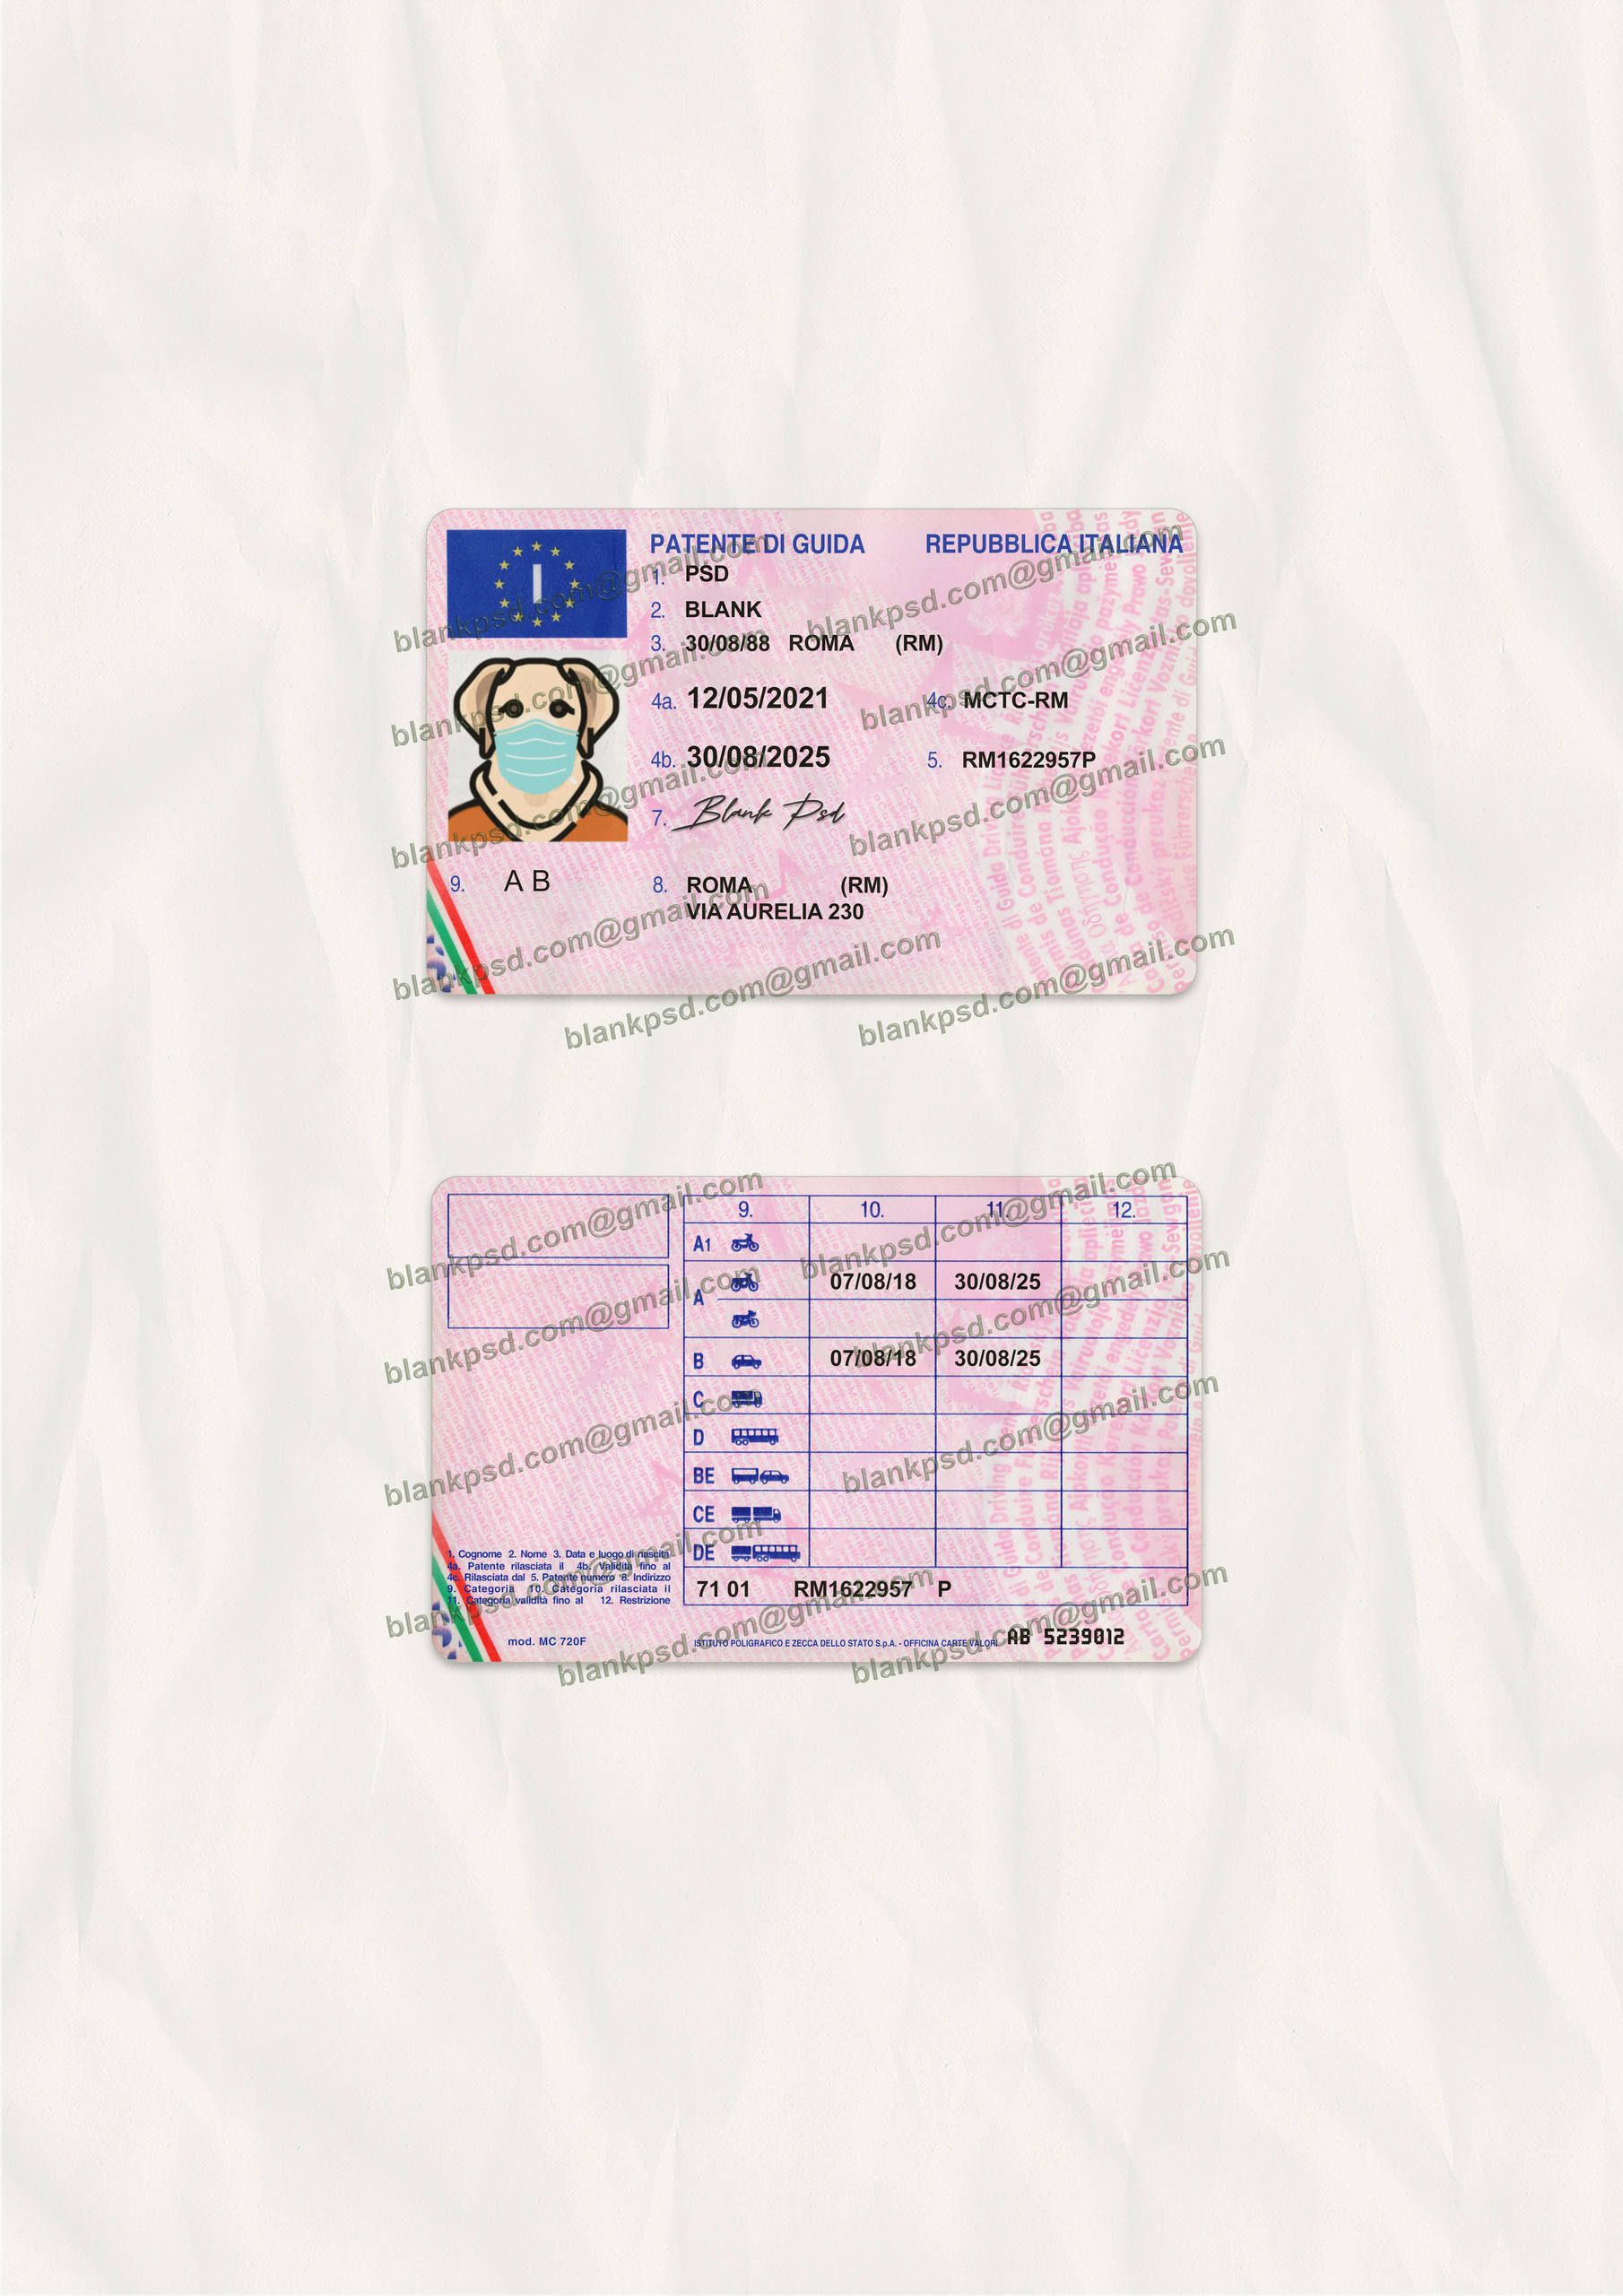 PATENTE DI GUIDA REPUBBLICA ITALIANA
1. PSD
2. BLANK
3. 30/08/88 ROMA (RM)
4a. 12/05/2021 4c. MCTC-RM
4b. 30/08/2025 5. RM1622957P
7. Blank Psd
9. A B 8. ROMA (RM)
VIA AURELIA 230
I
blankpsd.com@gmail.com
9. 10. 11. 12.
A1
A 07/08/18 30/08/25
B 07/08/18 30/08/25
C
D
BE
CE
DE
71 01 RM1622957 P
1. Cognome 2. Nome 3. Data e luogo di nascita
4a. Patente rilasciata il 4b. Validità fino al
4c. Rilasciata dal 5. Patente numero 8. Indirizzo
9. Categoria 10. Categoria rilasciata il
11. Categoria validità fino al 12. Restrizione
mod. MC 720F
ISTITUTO POLIGRAFICO E ZECCA DELLO STATO S.p.A. - OFFICINA CARTE VALORI AB 5239012